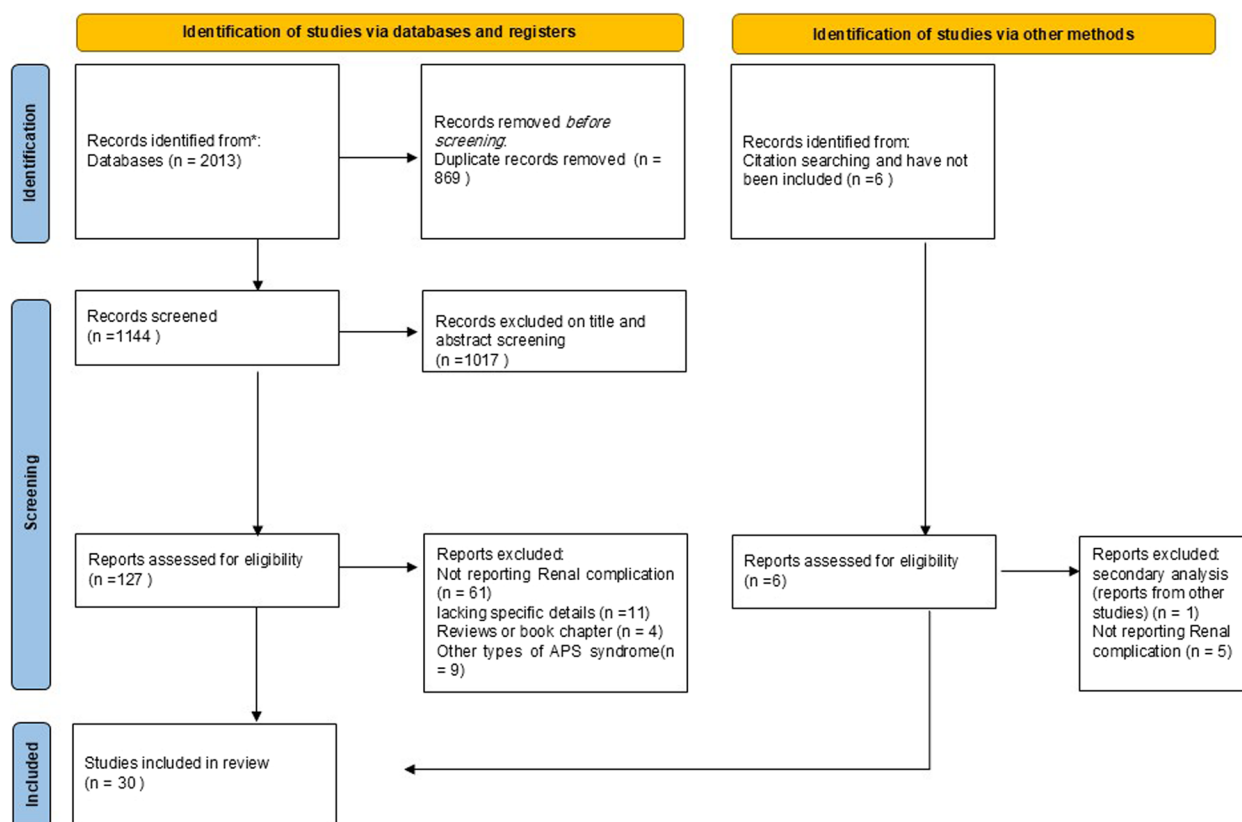 Identification of studies via databases and registers
Identification of studies via other methods
Identification
Records identified from*:
Databases (n = 2013)
Records removed before
screening:
Duplicate records removed (n =
869 )
Records identified from:
Citation searching and have not
been included (n =6 )
Screening
Records screened
(n =1144 )
Records excluded on title and
abstract screening
(n =1017 )
Reports assessed for eligibility
(n =127 )
Reports excluded:
Not reporting Renal complication
(n = 61)
lacking specific details (n =11)
Reviews or book chapter (n = 4)
Other types of APS syndrome(n
= 9)
Reports assessed for eligibility
(n =6)
Reports excluded:
secondary analysis
(reports from other
studies) (n = 1)
Not reporting Renal
complication (n = 5)
Included
Studies included in review
(n = 30 )